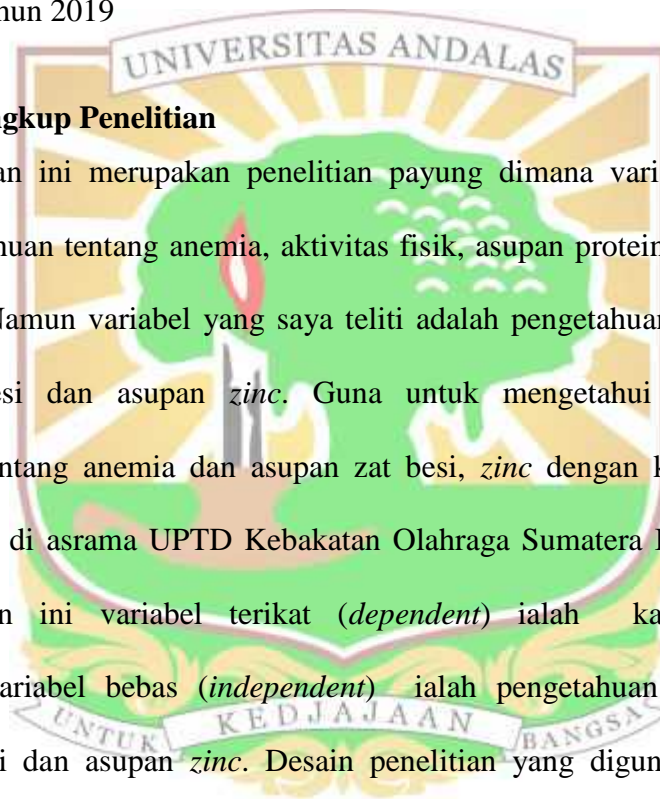 hun 2019
UNIVERSITAS ANDALAS
gkup Penelitian
an ini merupakan penelitian payung dimana vari
huan tentang anemia, aktivitas fisik, asupan protein
Namun variabel yang saya teliti adalah pengetahuan
esi dan asupan zinc. Guna untuk mengetahui
ntang anemia dan asupan zat besi, zinc dengan k
di asrama UPTD Kebakatan Olahraga Sumatera
n ini variabel terikat (dependent) ialah ka
ariabel bebas (independent) ialah pengetahuan
UNTUK KEDJAJAAN BANGSA
i dan asupan zinc. Desain penelitian yang digun